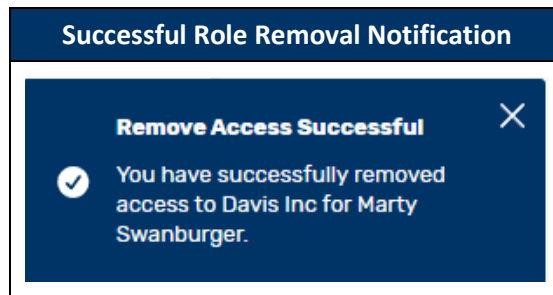 Successful Role Removal Notification
Remove Access Successful
You have successfully removed
access to Davis Inc for Marty
Swanburger.